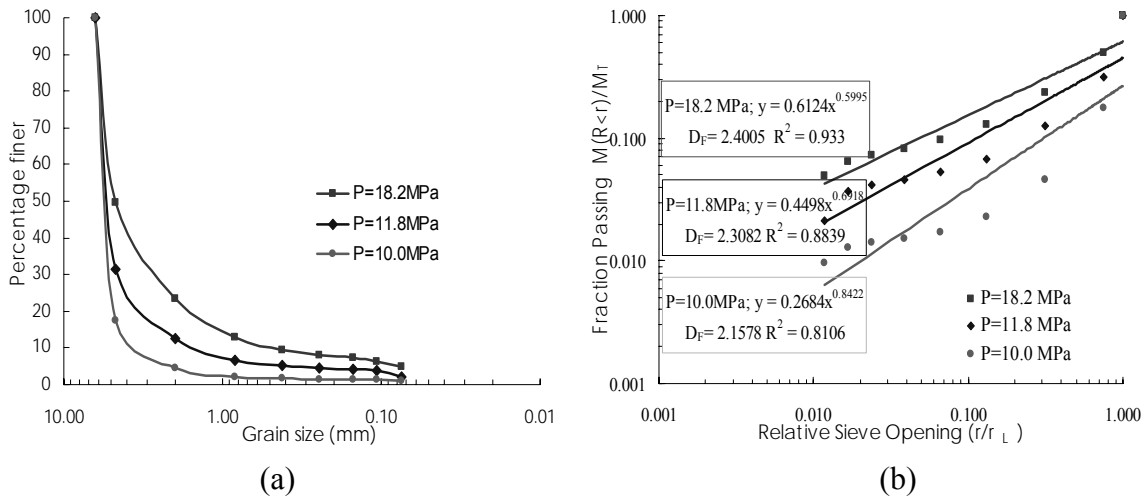 100
90
80
70
60
50
40
30
20
10
0
Percentage finer
P=18.2MPa
P=11.8MPa
P=10.0MPa
10.00 1.00 0.10 0.01
Grain size (mm)
(a)
1.000
0.100
0.010
0.001
Fraction Passing M(R<r)/MT
P=18.2 MPa; y = 0.6124x0.5995
DF= 2.4005 R2 = 0.933
P=11.8MPa; y = 0.4498x0.6918
DF= 2.3082 R2 = 0.8839
P=10.0MPa; y = 0.2684x0.8422
DF= 2.1578 R2 = 0.8106
P=18.2 MPa
P=11.8 MPa
P=10.0 MPa
0.001 0.010 0.100 1.000
Relative Sieve Opening (r/r L )
(b)